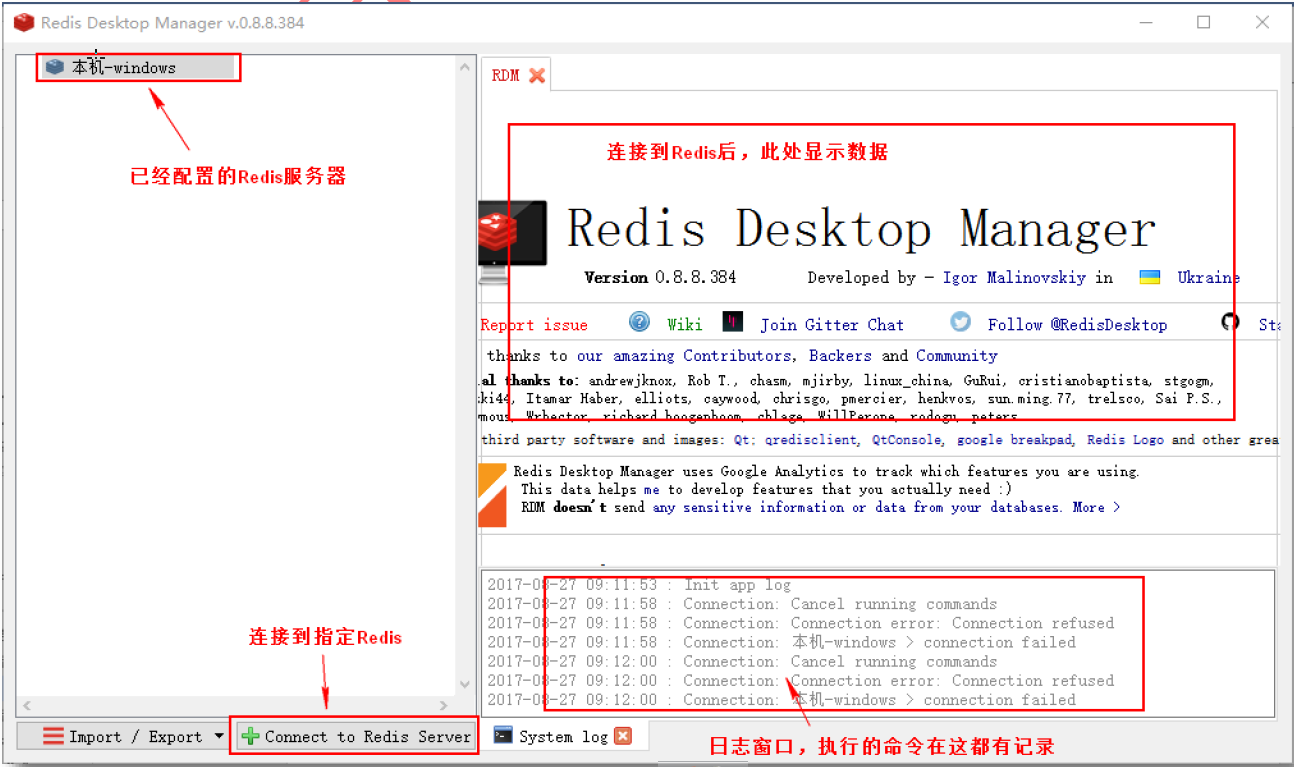 Redis Desktop Manager v.0.8.8.384
本机-windows
已经配置的Redis服务器
RDM
连接到Redis后，此处显示数据
Redis Desktop Manager
Version 0.8.8.384 Developed by - Igor Malinovskiy in Ukraine
Report issue Wiki Join Gitter Chat Follow @RedisDesktop
thanks to our amazing Contributors, Backers and Community
al thanks to: andrewjknox, Rob T., chasm, mjirby, linux_china, GuRui, cristianobaptista, stgogm,
ki44, Itamar Haber, elliots, caywood, chrisgo, pmercier, henkvos, sun.ming.77, trelsco, Sai P.S.,
mous, Wrhector, richard.hoogenboom, cblage, WillPerone, rodogu, peters
third party software and images: Qt; qredisclient, QtConsole, google breakpad, Redis Logo and other grea
Redis Desktop Manager uses Google Analytics to track which features you are using.
This data helps me to develop features that you actually need :)
RDM doesn't send any sensitive information or data from your databases. More >
2017-08-27 09:11:53 : Init app log
2017-08-27 09:11:58 : Connection: Cancel running commands
2017-08-27 09:11:58 : Connection: Connection error: Connection refused
2017-08-27 09:11:58 : Connection: 本机-windows > connection failed
2017-08-27 09:12:00 : Connection: Cancel running commands
2017-08-27 09:12:00 : Connection: Connection error: Connection refused
2017-08-27 09:12:00 : Connection: 本机-windows > connection failed
连接到指定Redis
Import / Export
Connect to Redis Server
System log
日志窗口，执行的命令在这都有记录